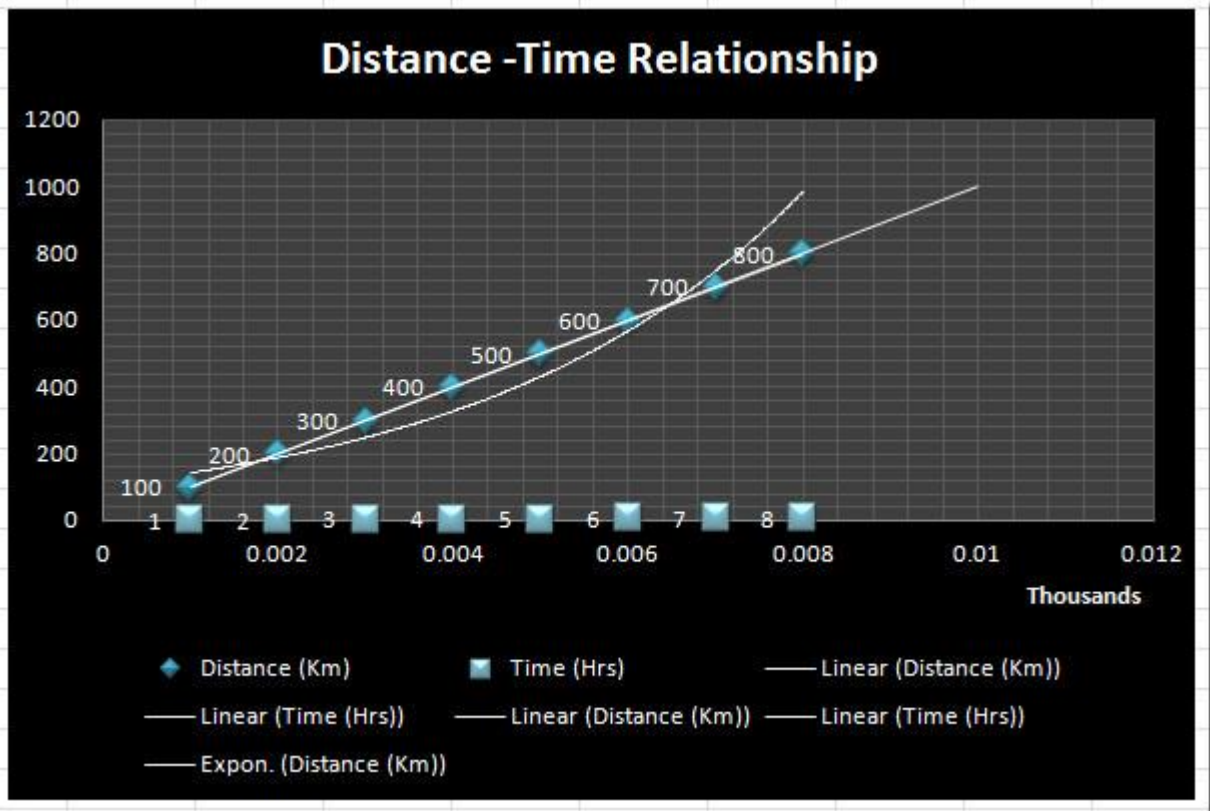 Distance -Time Relationship
1200
1000
800
600
400
200
0
800
700
600
500
400
300
200
100
1 2 3 4 5 6 7 8
0 0.002 0.004 0.006 0.008 0.01 0.012
Thousands
Distance (Km) Time (Hrs) Linear (Distance (Km))
Linear (Time (Hrs)) Linear (Distance (Km)) Linear (Time (Hrs))
Expon. (Distance (Km))